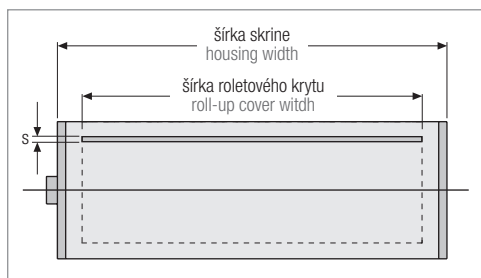 šírka skrine
housing width
šírka roletového krytu
roll-up cover witdh
s